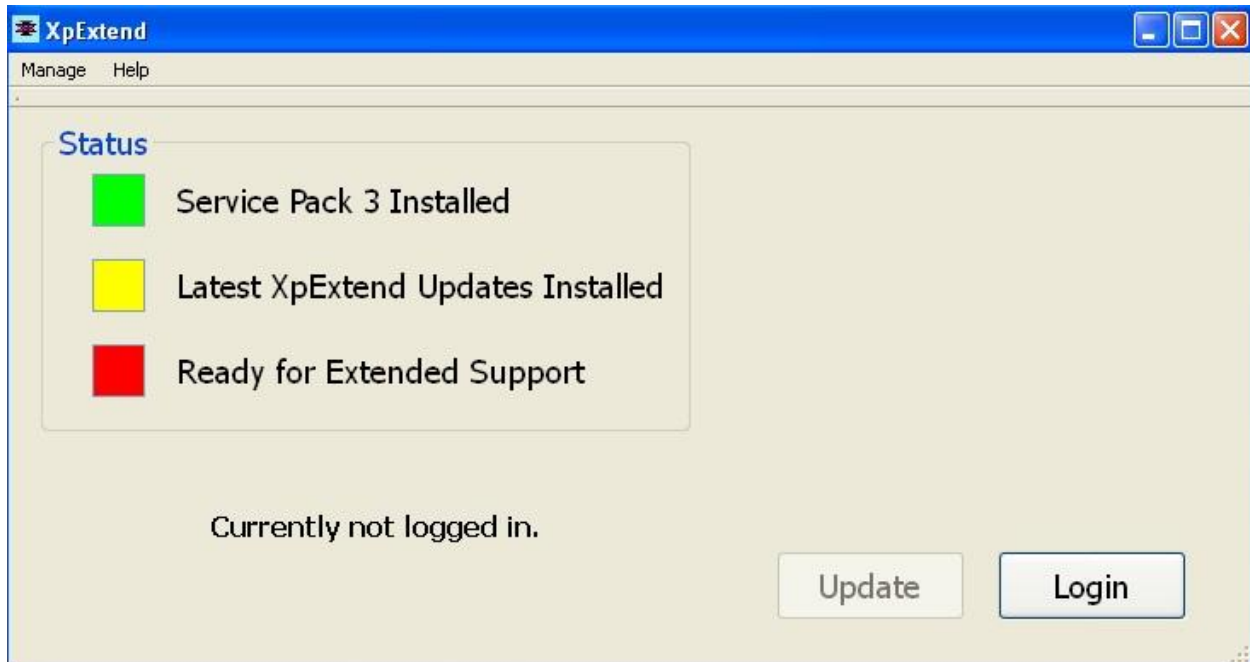 XpExtend
Manage Help
Status
Service Pack 3 Installed
Latest XpExtend Updates Installed
Ready for Extended Support
Currently not logged in.
Update Login